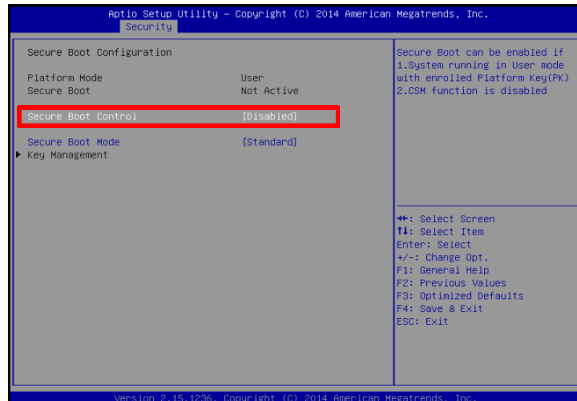 Aptio Setup Utility - Copyright (C) 2014 American Megatrends, Inc.
Security
Secure Boot Configuration
Platform Mode User
Secure Boot Not Active
Secure Boot Control [Disabled]
Secure Boot Mode [Standard]
Key Management
Secure Boot can be enabled if
1.System running in User mode
with enrolled Platform Key(PK)
2.CSM function is disabled
→←: Select Screen
↑↓: Select Item
Enter: Select
+/-: Change Opt.
F1: General Help
F2: Previous Values
F3: Optimized Defaults
F4: Save & Exit
ESC: Exit
Version 2.15.1236. Copyright (C) 2014 American Megatrends, Inc.